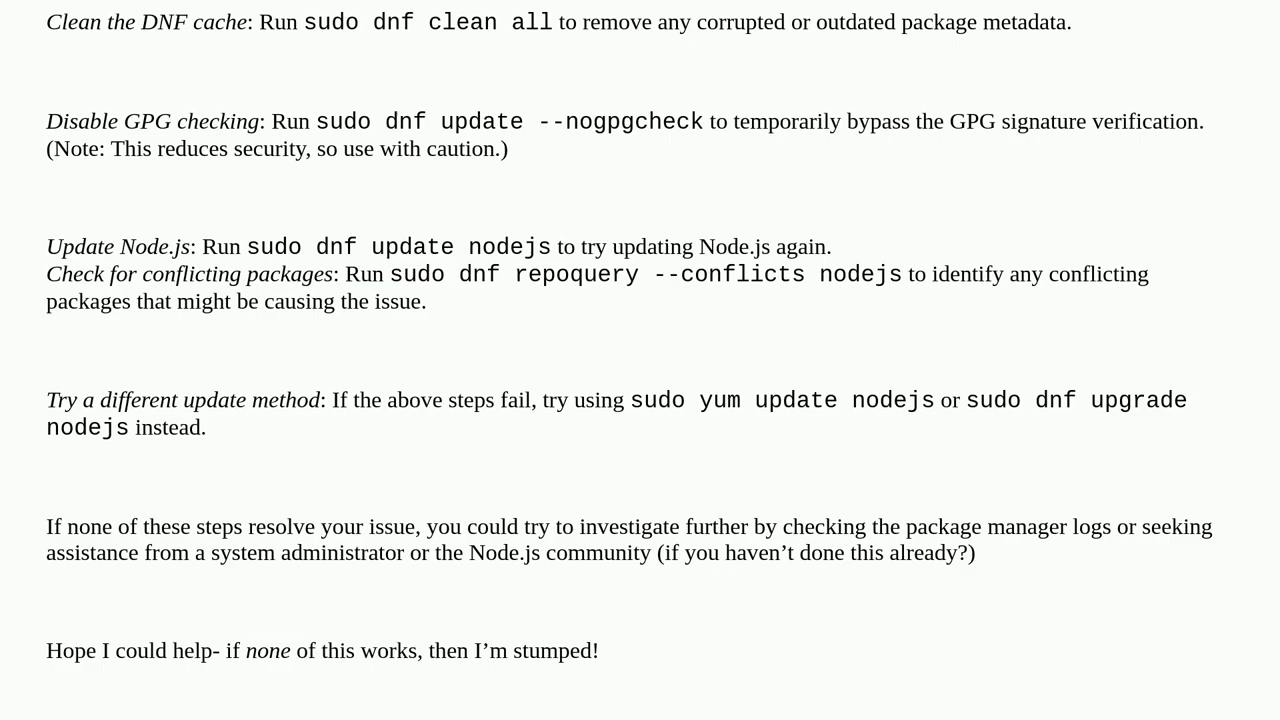 Clean the DNF cache: Run sudo dnf clean all to remove any corrupted or outdated package metadata.
Disable GPG checking: Run sudo dnf update --nogpgcheck to temporarily bypass the GPG signature verification.
(Note: This reduces security, so use with caution.)
Update Node.js: Run sudo dnf update nodejs to try updating Node.js again.
Check for conflicting packages: Run sudo dnf repoquery --conflicts nodejs to identify any conflicting
packages that might be causing the issue.
Try a different update method: If the above steps fail, try using sudo yum update nodejs or sudo dnf upgrade
nodejs instead.
If none of these steps resolve your issue, you could try to investigate further by checking the package manager logs or seeking
assistance from a system administrator or the Node.js community (if you haven’t done this already?)
Hope I could help- if none of this works, then I’m stumped!